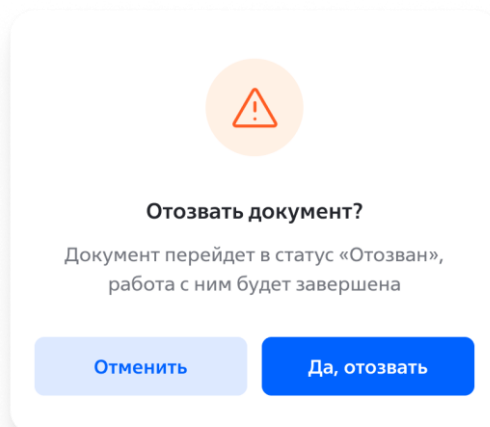 Отозвать документ?
Документ перейдет в статус «Отозван»,
работа с ним будет завершена
Отменить
Да, отозвать